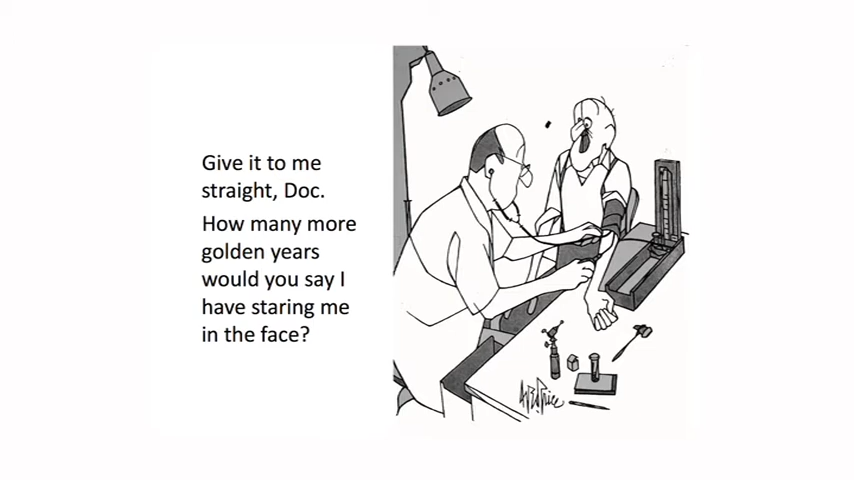 Give it to me
straight, Doc.
How many more
golden years
would you say I
have staring me
in the face?